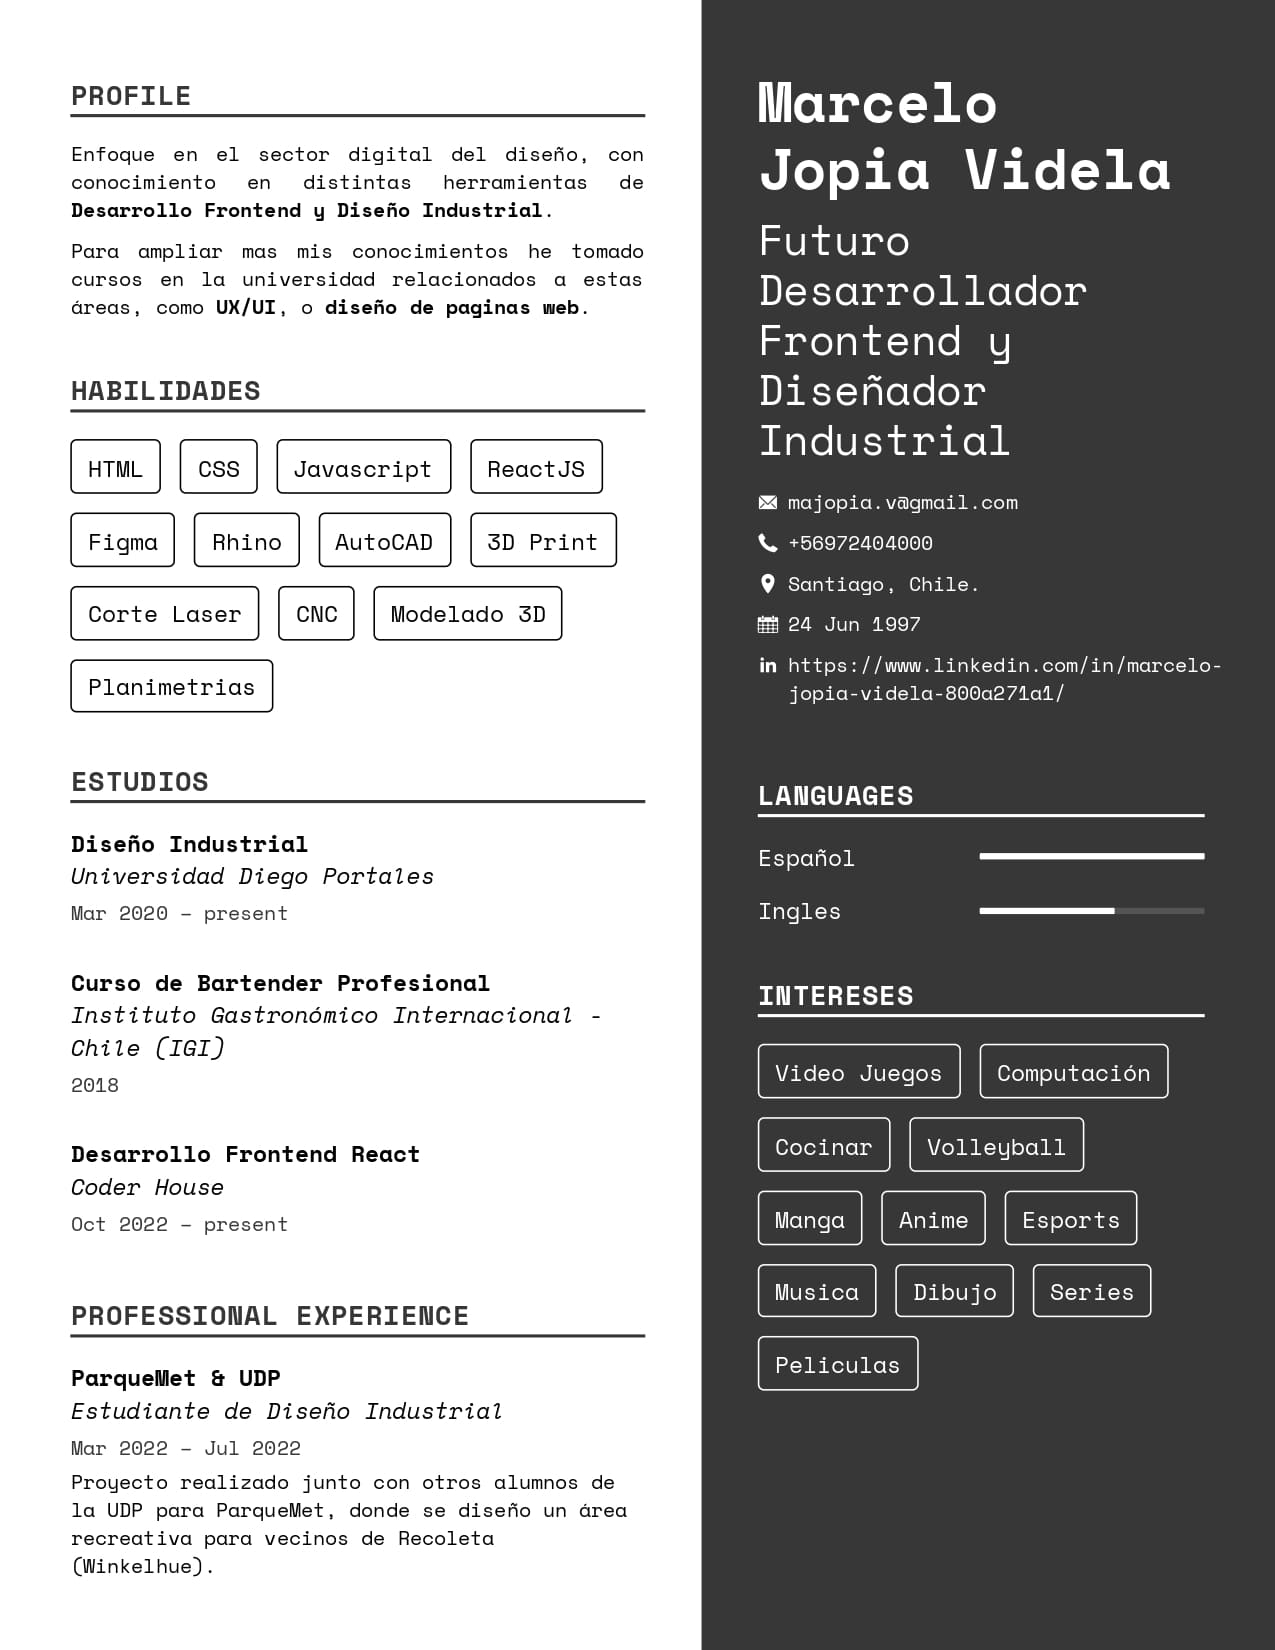 PROFILE
Enfoque en el sector digital del diseño, con
conocimiento en distintas herramientas de
Desarrollo Frontend y Diseño Industrial.
Para ampliar mas mis conocimientos he tomado
cursos en la universidad relacionados a estas
áreas, como UX/UI, o diseño de paginas web.
HABILIDADES
HTML CSS Javascript ReactJS
Figma Rhino AutoCAD 3D Print
Corte Laser CNC Modelado 3D
Planimetrias
ESTUDIOS
Diseño Industrial
Universidad Diego Portales
Mar 2020 – present
Curso de Bartender Profesional
Instituto Gastronómico Internacional -
Chile (IGI)
2018
Desarrollo Frontend React
Coder House
Oct 2022 – present
PROFESSIONAL EXPERIENCE
ParqueMet & UDP
Estudiante de Diseño Industrial
Mar 2022 – Jul 2022
Proyecto realizado junto con otros alumnos de
la UDP para ParqueMet, donde se diseño un área
recreativa para vecinos de Recoleta
(Winkelhue).
Marcelo
Jopia Videla
Futuro
Desarrollador
Frontend y
Diseñador
Industrial
majopia.v@gmail.com
+56972404000
Santiago, Chile.
24 Jun 1997
in https://www.linkedin.com/in/marcelo-
jopia-videla-800a271a1/
LANGUAGES
Español
Ingles
INTERESES
Video Juegos Computación
Cocinar Volleyball
Manga Anime Esports
Musica Dibujo Series
Peliculas